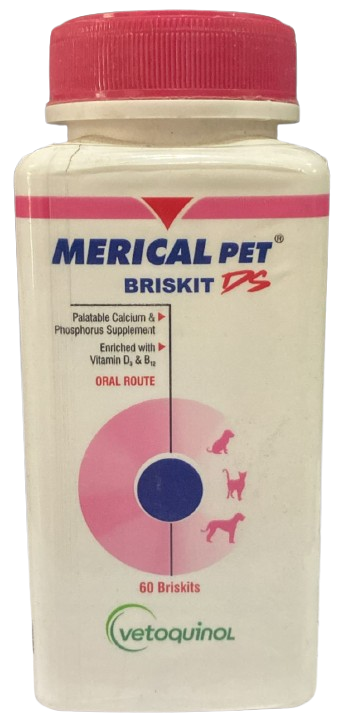 MERICAL PET®
BRISKIT DS
Palatable Calcium &
Phosphorus Supplement
Enriched with
Vitamin D₃ & B₁₂
ORAL ROUTE
60 Briskits
vetoquinol